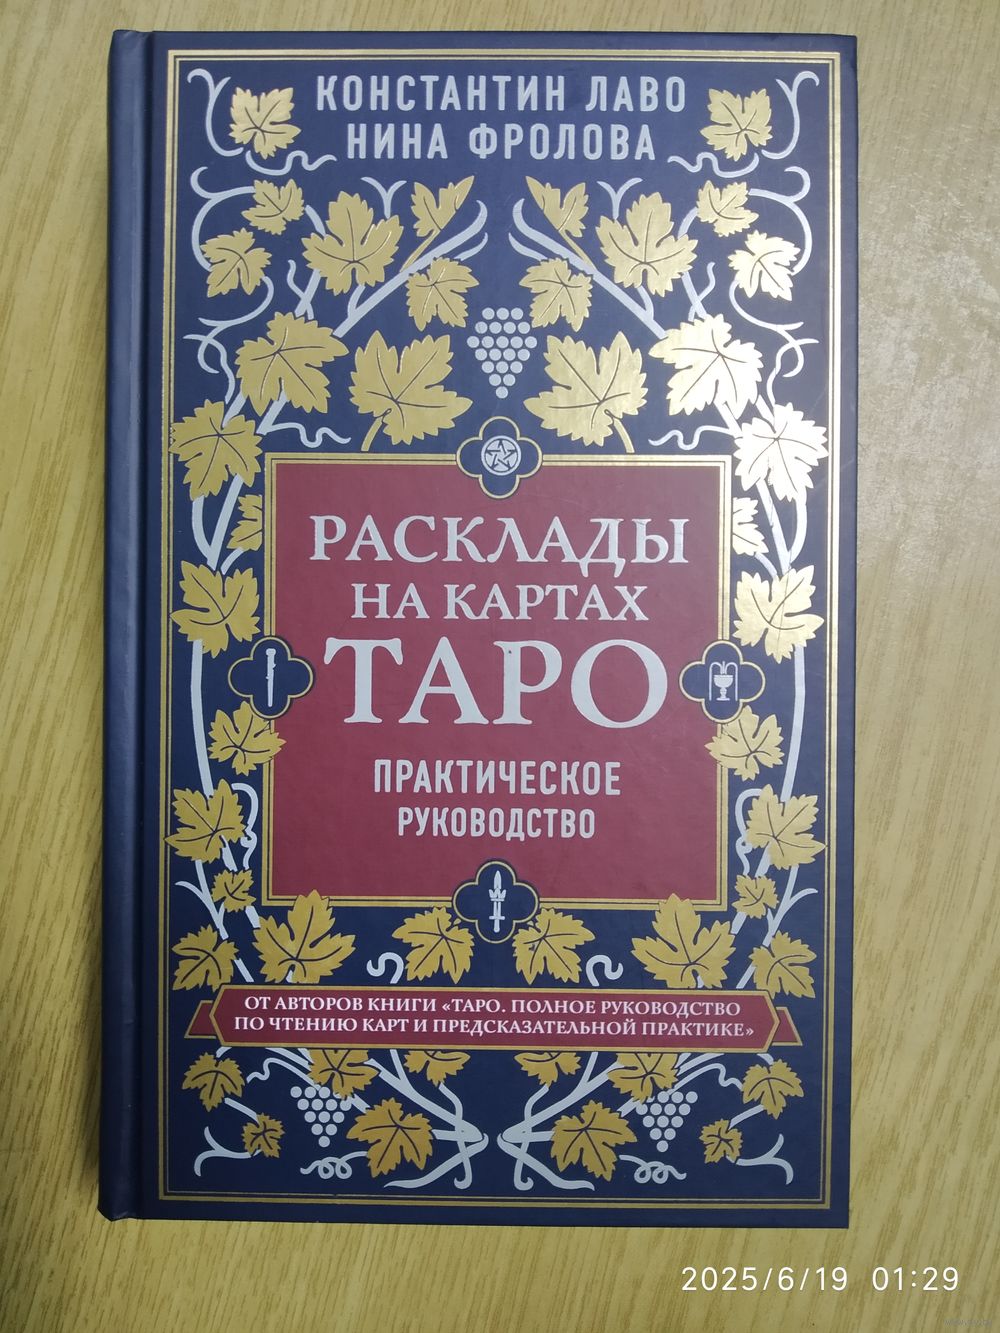 КОНСТАНТИН ЛАВО
НИНА ФРОЛОВА
РАСКЛАДЫ
НА КАРТАХ
ТАРО
ПРАКТИЧЕСКОЕ
РУКОВОДСТВО
ОТ АВТОРОВ КНИГИ «ТАРО. ПОЛНОЕ РУКОВОДСТВО
ПО ЧТЕНИЮ КАРТ И ПРЕДСКАЗАТЕЛЬНОЙ ПРАКТИКЕ»
2025/6/19 01:29